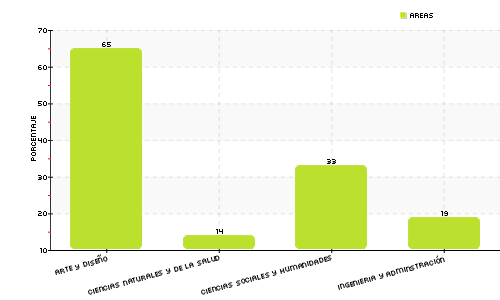 AREAS
70
60
50
40
30
20
10
PORCENTAJE
65
14
33
19
ARTE Y DISEÑO
CIENCIAS NATURALES Y DE LA SALUD
CIENCIAS SOCIALES Y HUMANIDADES
INGENIERIA Y ADMINSTRACIÓN